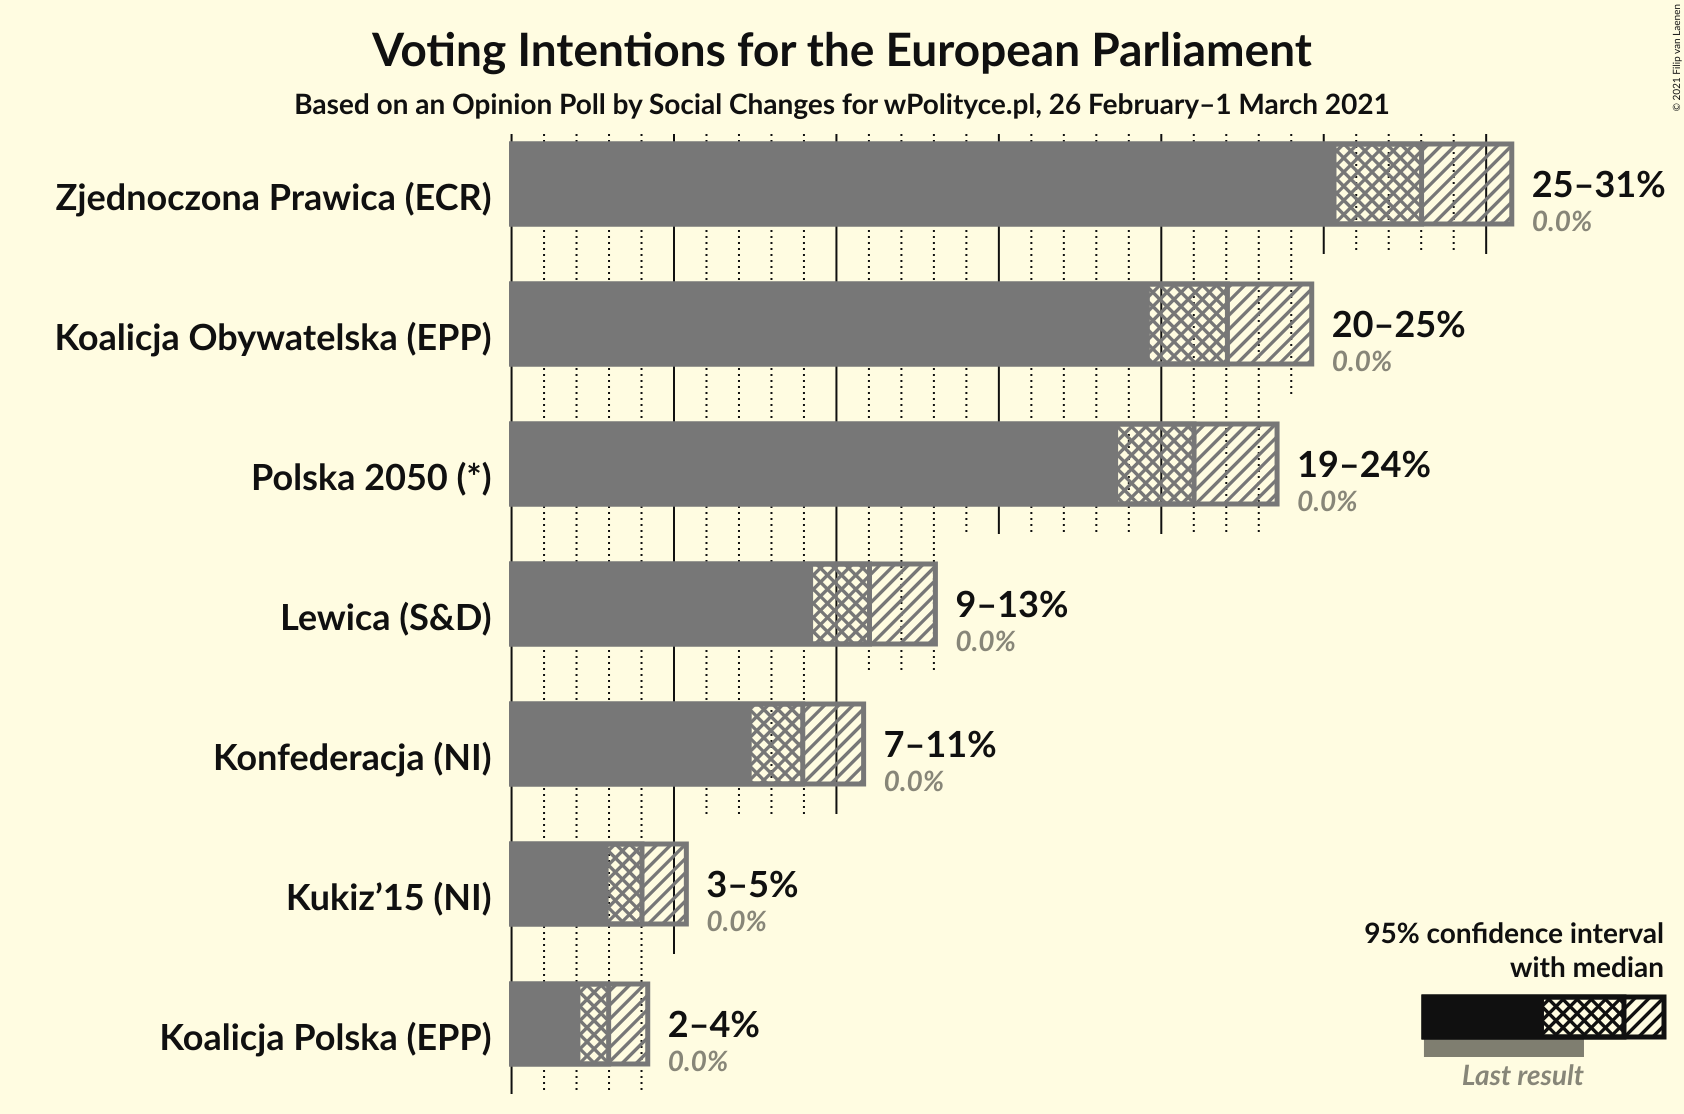 Voting Intentions for the European Parliament
Based on an Opinion Poll by Social Changes for wPolityce.pl, 26 February–1 March 2021
© 2021 Filip van Laenen
Zjednoczona Prawica (ECR)
25–31%
0.0%
Koalicja Obywatelska (EPP)
20–25%
0.0%
Polska 2050 (*)
19–24%
0.0%
Lewica (S&D)
9–13%
0.0%
Konfederacja (NI)
7–11%
0.0%
Kukiz’15 (NI)
3–5%
0.0%
Koalicja Polska (EPP)
2–4%
0.0%
95% confidence interval
with median
Last result